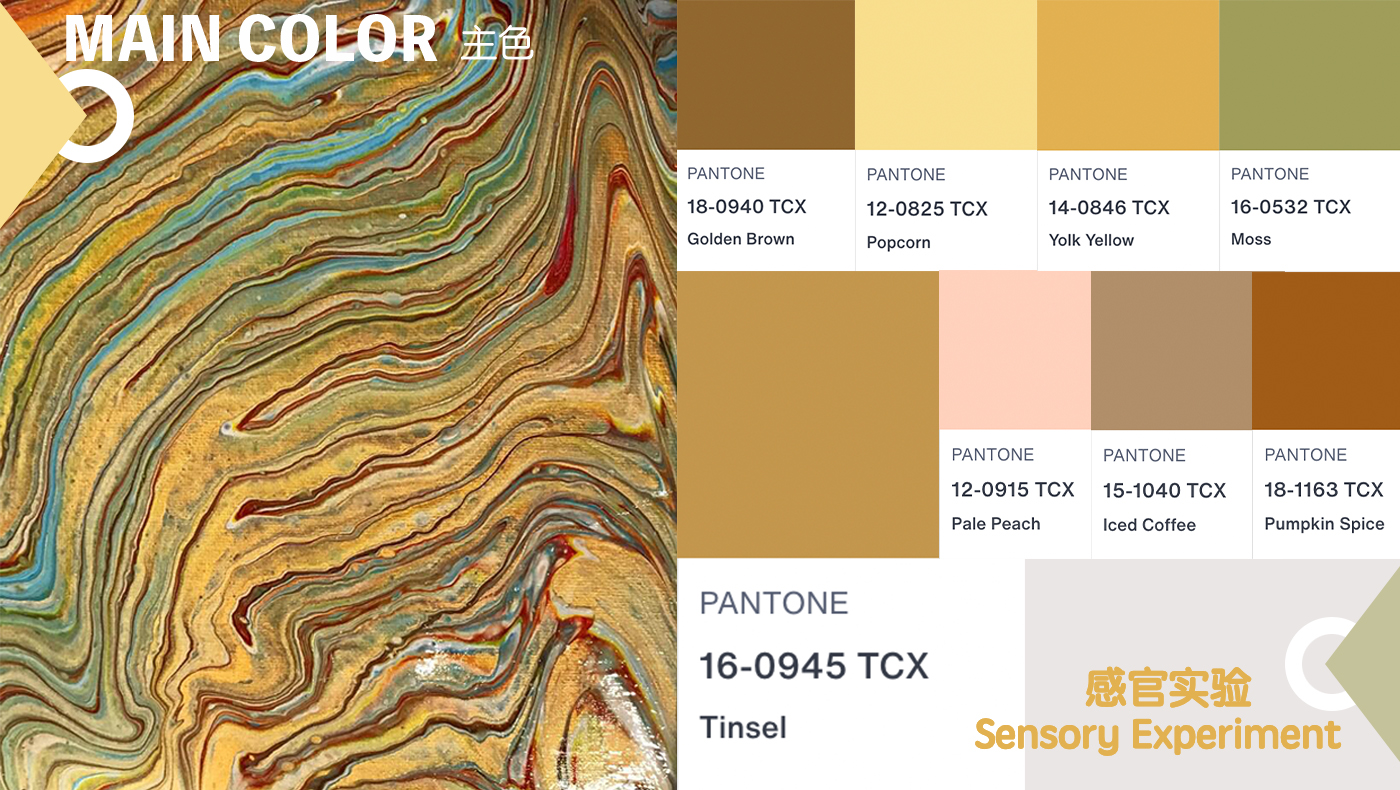 MAIN COLOR 主色
PANTONE
18-0940 TCX
Golden Brown
PANTONE
12-0825 TCX
Popcorn
PANTONE
14-0846 TCX
Yolk Yellow
PANTONE
16-0532 TCX
Moss
PANTONE
12-0915 TCX
Pale Peach
PANTONE
15-1040 TCX
Iced Coffee
PANTONE
18-1163 TCX
Pumpkin Spice
PANTONE
16-0945 TCX
Tinsel
感官实验
Sensory Experiment